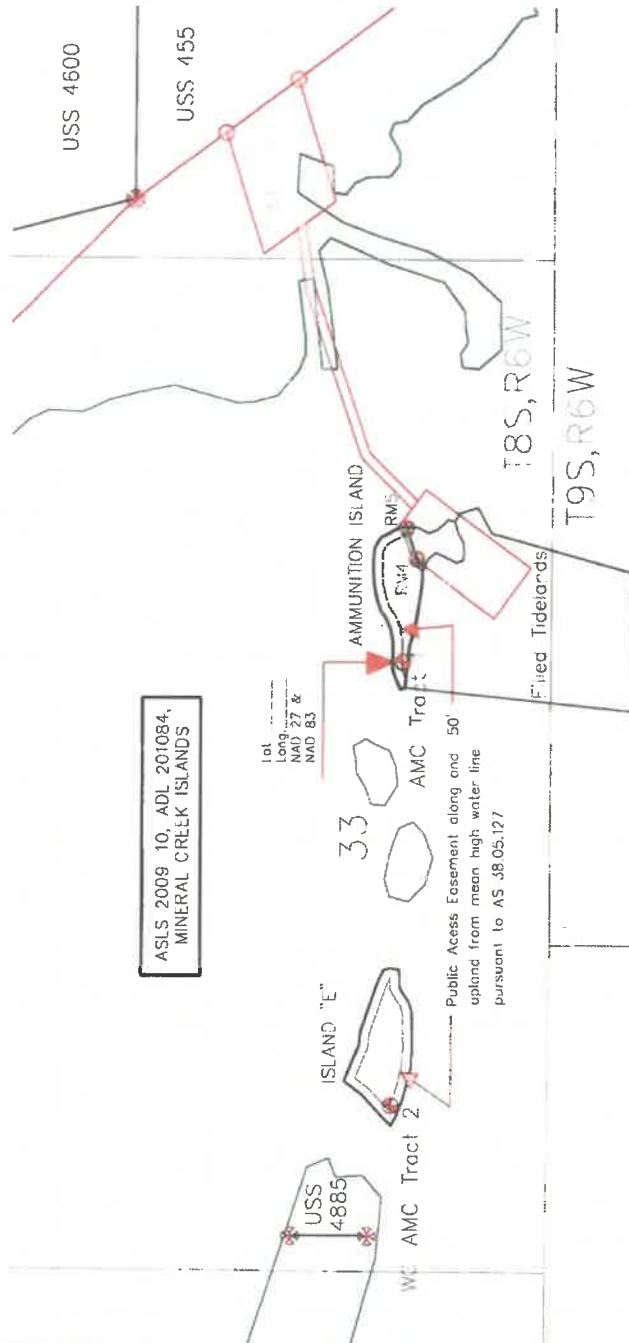 USS 4600
USS 455
ASLS 2009 10, ADL 201084,
MINERAL CREEK ISLANDS
Lat
Long
NAD 27 &
NAD 83
AMMUNITION ISLAND
RM5
RM4
T8S, R6W
T9S, R6W
Filled Tidelands
33
AMC Tract
ISLAND "E"
USS
4885
AMC Tract 2
Public Acess Easement along and 50'
upland from mean high water line
pursuant to AS 38.05.127